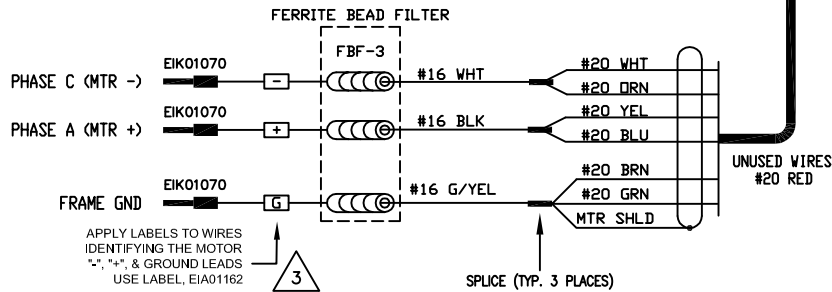 FERRITE BEAD FILTER
FBF-3
PHASE C (MTR -)
EIK01070
-
#16 WHT
#20 WHT
#20 ORN
PHASE A (MTR +)
EIK01070
+
#16 BLK
#20 YEL
#20 BLU
UNUSED WIRES
#20 RED
FRAME GND
EIK01070
G
#16 G/YEL
#20 BRN
#20 GRN
MTR SHLD
APPLY LABELS TO WIRES
IDENTIFYING THE MOTOR
"-", "+", & GROUND LEADS
USE LABEL, EIA01162
3
SPLICE (TYP. 3 PLACES)